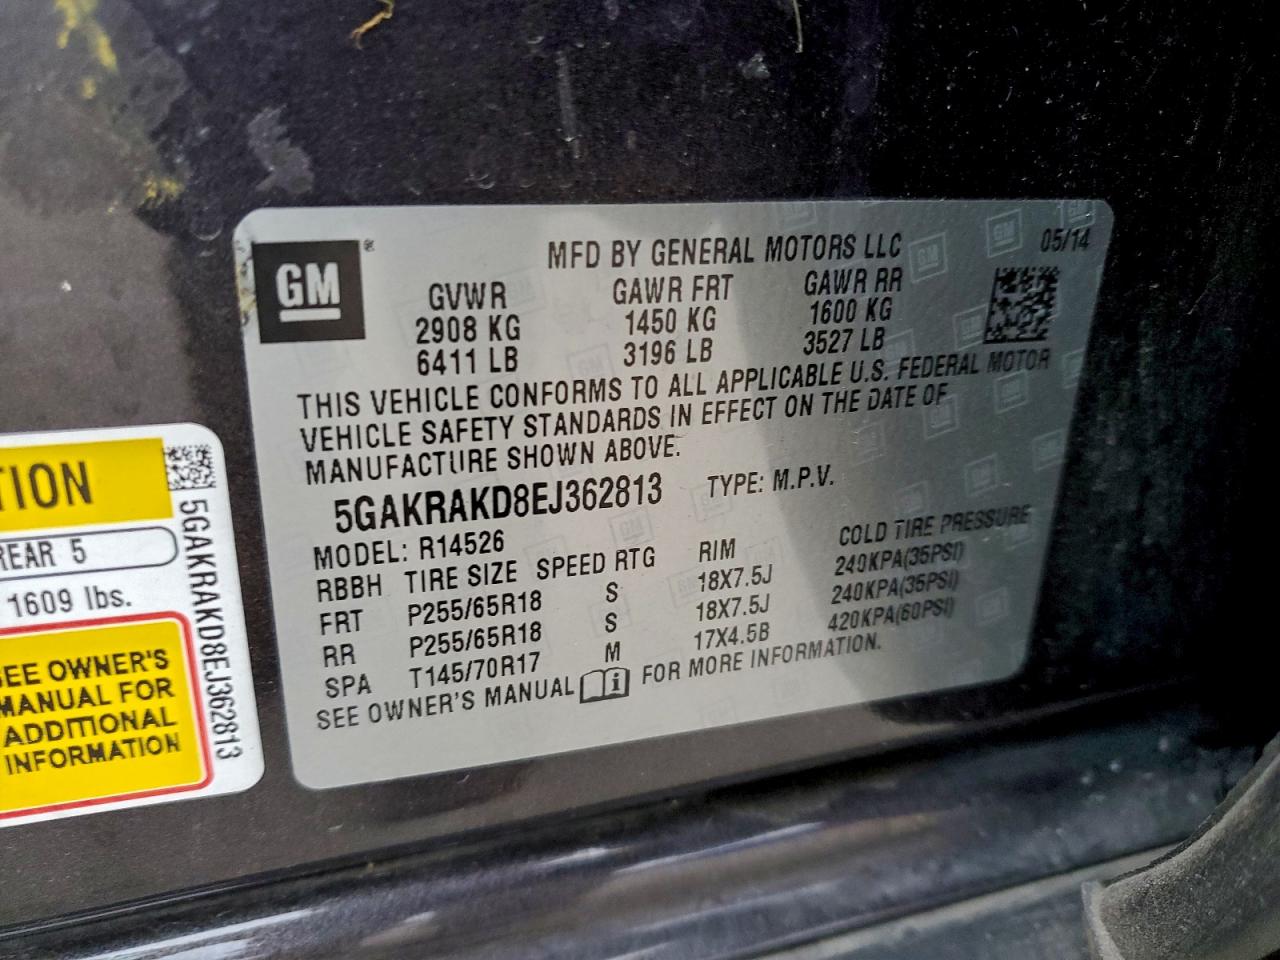 GM
®
MFD BY GENERAL MOTORS LLC
05/14
GVWR GAWR FRT GAWR RR
2908 KG 1450 KG 1600 KG
6411 LB 3196 LB 3527 LB
THIS VEHICLE CONFORMS TO ALL APPLICABLE U.S. FEDERAL MOTOR
VEHICLE SAFETY STANDARDS IN EFFECT ON THE DATE OF
MANUFACTURE SHOWN ABOVE.
5GAKRAKD8EJ362813 TYPE: M.P.V.
MODEL: R14526
RBBH TIRE SIZE SPEED RTG RIM COLD TIRE PRESSURE
FRT P255/65R18 S 18X7.5J 240KPA(35PSI)
RR P255/65R18 S 18X7.5J 240KPA(35PSI)
SPA T145/70R17 M 17X4.5B 420KPA(60PSI)
SEE OWNER'S MANUAL i FOR MORE INFORMATION.
TION
REAR 5
1609 lbs.
SEE OWNER'S
MANUAL FOR
ADDITIONAL
INFORMATION
5GAKRAKD8EJ362813